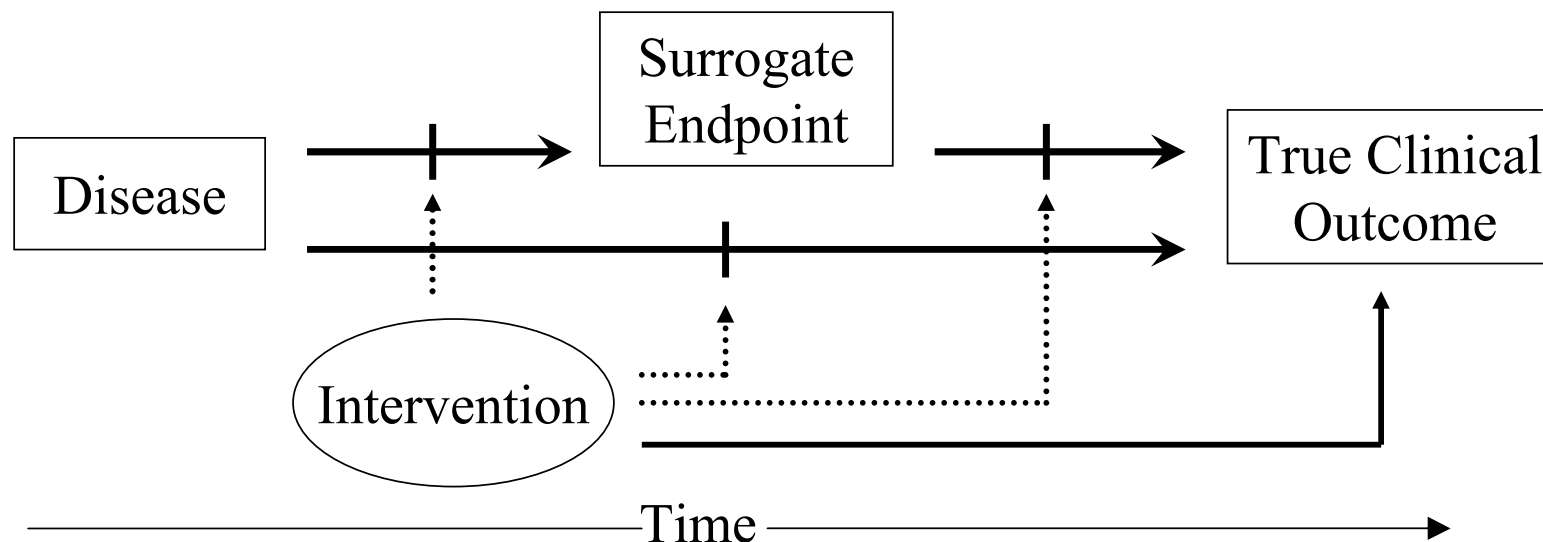 Surrogate
Endpoint
Disease
True Clinical
Outcome
Intervention
Time